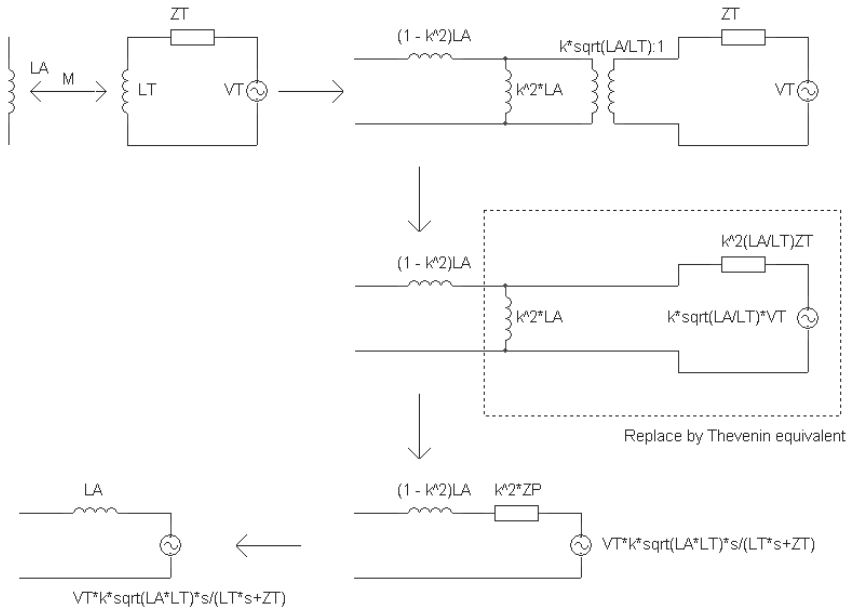 ZT
LA
M
LT
VT
(1 - k^2)LA
k^2*LA
k*sqrt(LA/LT):1
ZT
VT
(1 - k^2)LA
k^2*LA
k^2(LA/LT)ZT
k*sqrt(LA/LT)*VT
Replace by Thevenin equivalent
LA
VT*k*sqrt(LA*LT)*s/(LT*s+ZT)
(1 - k^2)LA
k^2*ZP
VT*k*sqrt(LA*LT)*s/(LT*s+ZT)